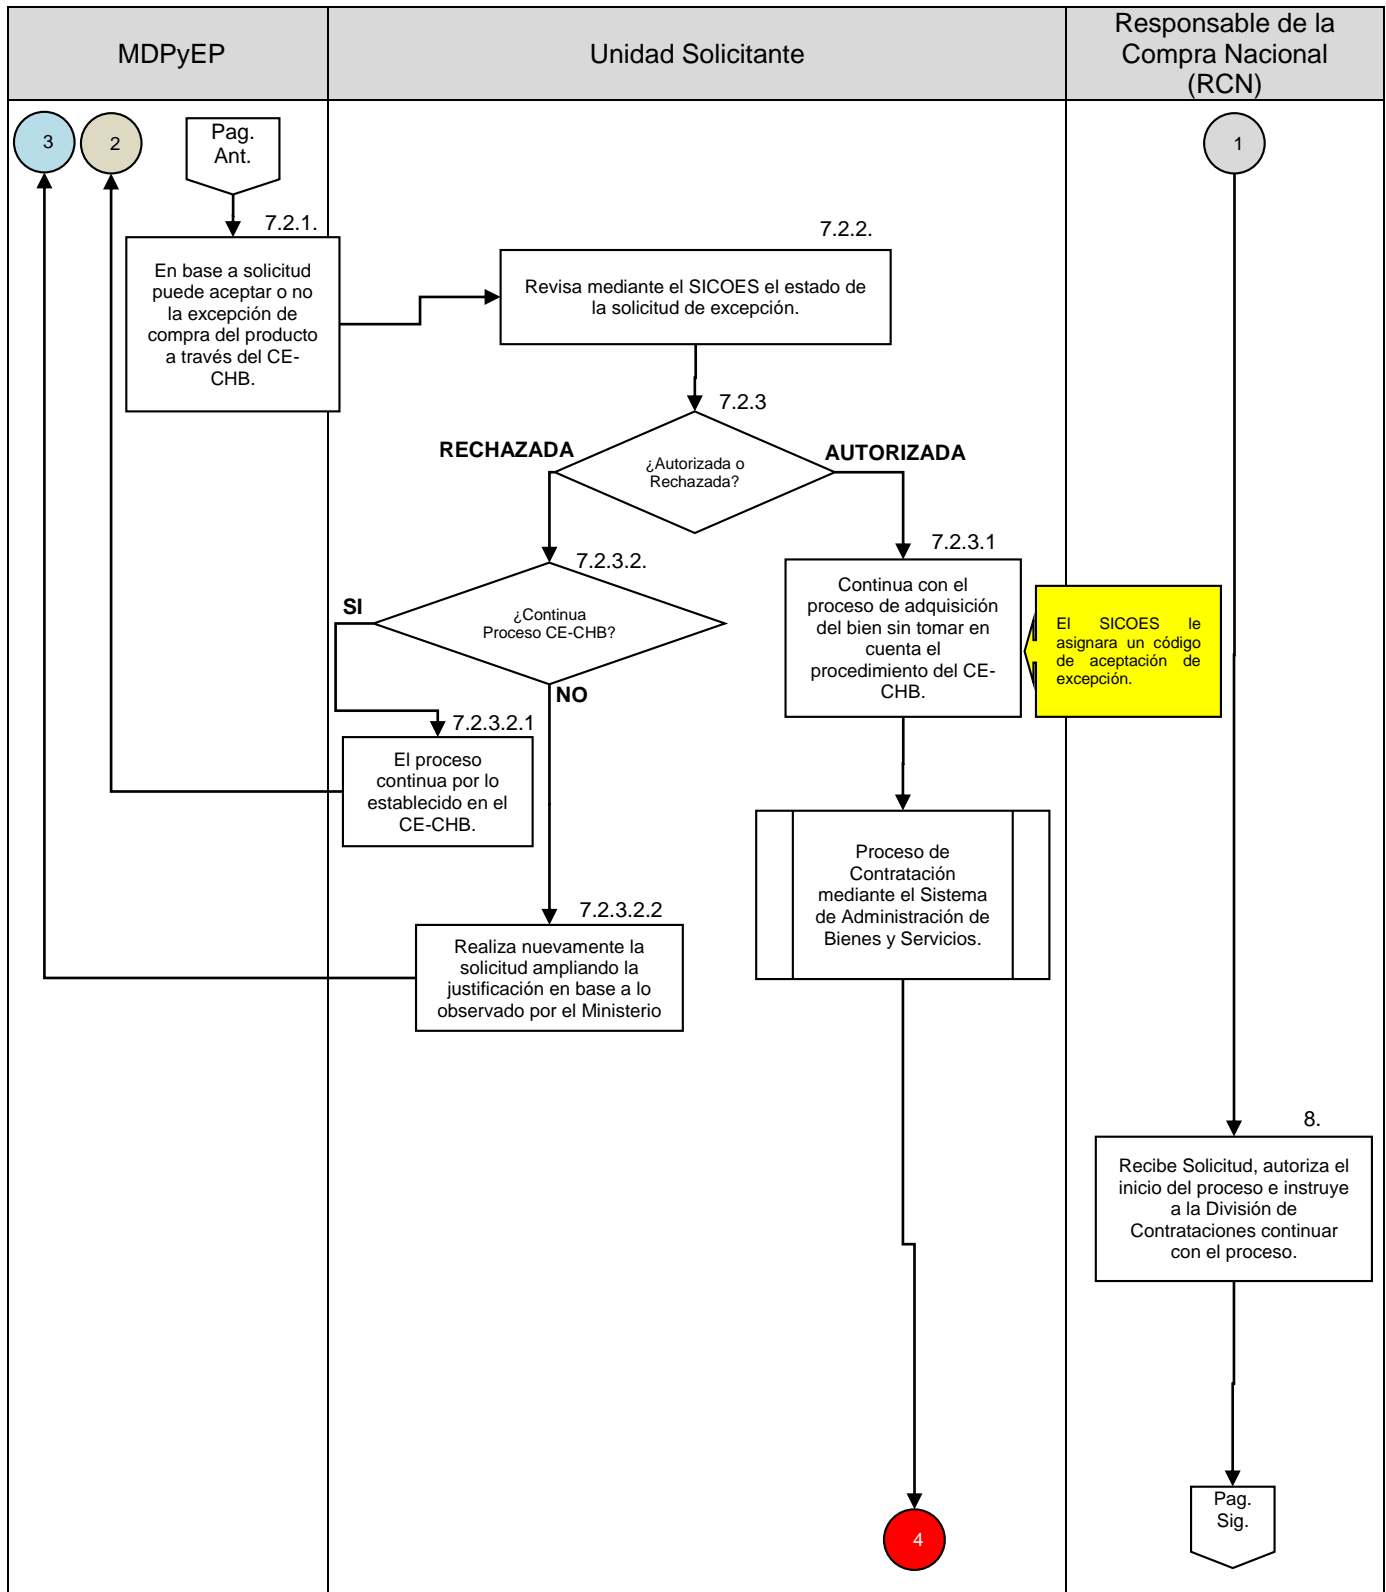 MDPyEP
Unidad Solicitante
Responsable de la
Compra Nacional
(RCN)
3
2
Pag.
Ant.
1
7.2.1.
En base a solicitud
puede aceptar o no
la excepción de
compra del producto
a través del CE-
CHB.
7.2.2.
Revisa mediante el SICOES el estado de
la solicitud de excepción.
7.2.3
RECHAZADA
AUTORIZADA
¿Autorizada o
Rechazada?
7.2.3.2.
SI
¿Continua
Proceso CE-CHB?
NO
7.2.3.1
Continua con el
proceso de adquisición
del bien sin tomar en
cuenta el
procedimiento del CE-
CHB.
El SICOES le
asignara un código
de aceptación de
excepción.
7.2.3.2.1
El proceso
continua por lo
establecido en el
CE-CHB.
Proceso de
Contratación
mediante el Sistema
de Administración de
Bienes y Servicios.
7.2.3.2.2
Realiza nuevamente la
solicitud ampliando la
justificación en base a lo
observado por el Ministerio
8.
Recibe Solicitud, autoriza el
inicio del proceso e instruye
a la División de
Contrataciones continuar
con el proceso.
4
Pag.
Sig.